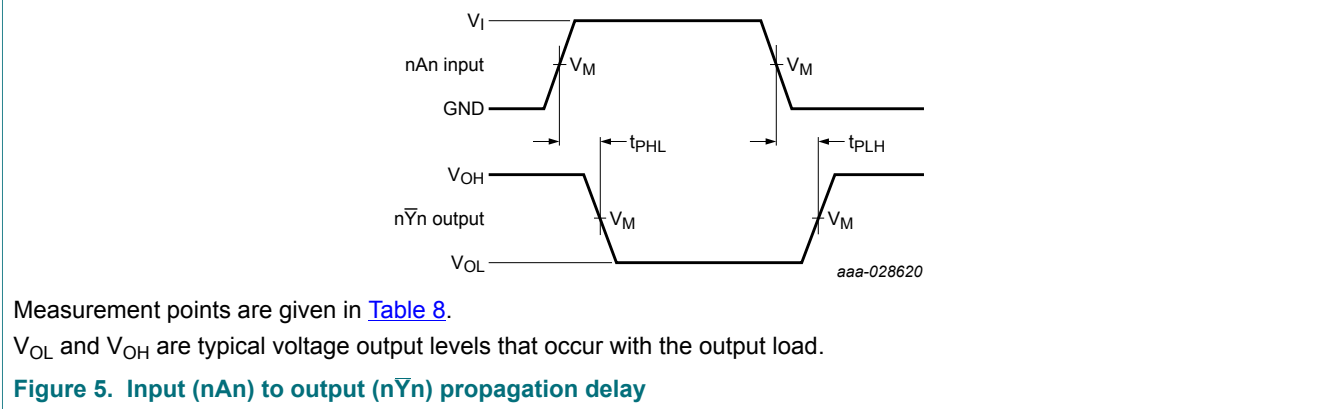 V_I
nAn input
V_M
V_M
GND
t_PHL
t_PLH
V_OH
nY̅n output
V_M
V_M
V_OL
aaa-028620
Measurement points are given in Table 8.
V_OL and V_OH are typical voltage output levels that occur with the output load.
Figure 5. Input (nAn) to output (nY̅n) propagation delay